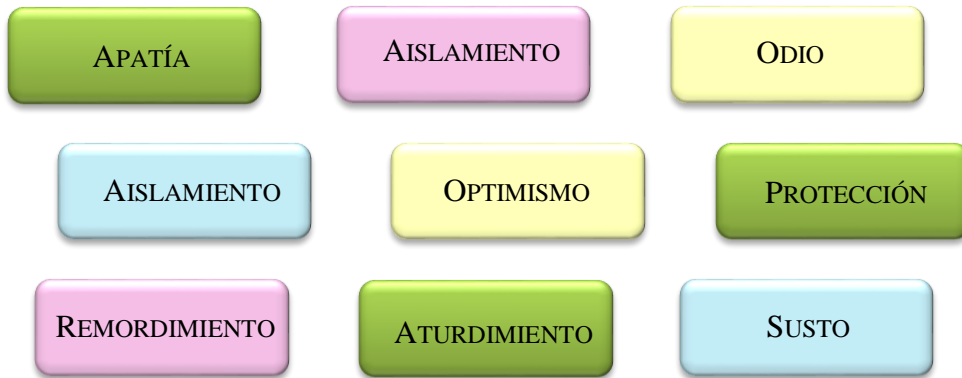 APATÍA
AISLAMIENTO
ODIO
AISLAMIENTO
OPTIMISMO
PROTECCIÓN
REMORDIMIENTO
ATURDIMIENTO
SUSTO